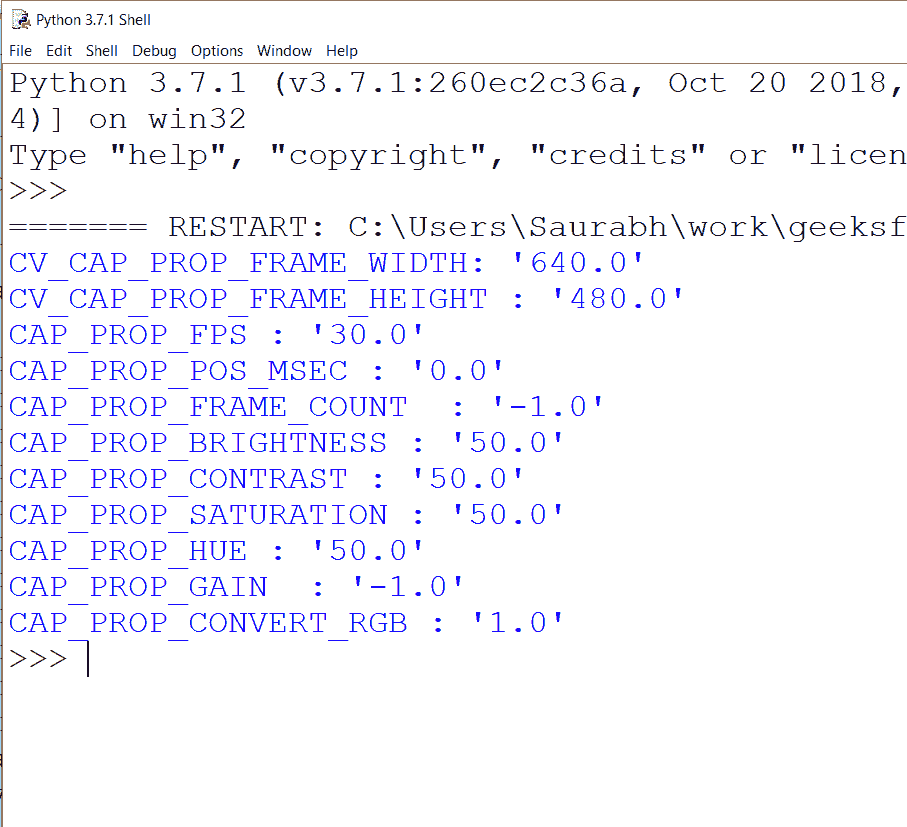 Python 3.7.1 Shell
File Edit Shell Debug Options Window Help
Python 3.7.1 (v3.7.1:260ec2c36a, Oct 20 2018,
4)] on win32
Type "help", "copyright", "credits" or "licen
>>>
======= RESTART: C:\Users\Saurabh\work\geeksf
CV_CAP_PROP_FRAME_WIDTH: '640.0'
CV_CAP_PROP_FRAME_HEIGHT : '480.0'
CAP_PROP_FPS : '30.0'
CAP_PROP_POS_MSEC : '0.0'
CAP_PROP_FRAME_COUNT  : '-1.0'
CAP_PROP_BRIGHTNESS : '50.0'
CAP_PROP_CONTRAST : '50.0'
CAP_PROP_SATURATION : '50.0'
CAP_PROP_HUE : '50.0'
CAP_PROP_GAIN  : '-1.0'
CAP_PROP_CONVERT_RGB : '1.0'
>>>